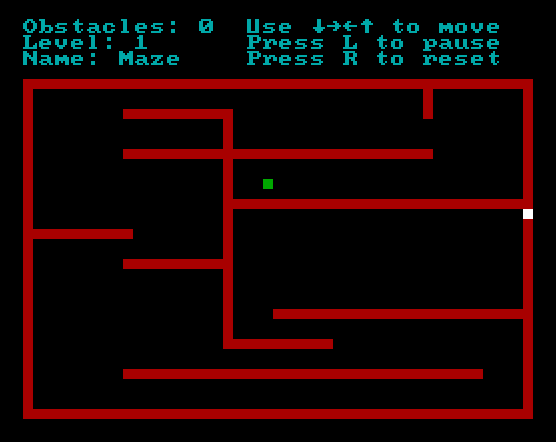 Obstacles: 0 Use ↓→←↑ to move
Level: 1 Press L to pause
Name: Maze Press R to reset